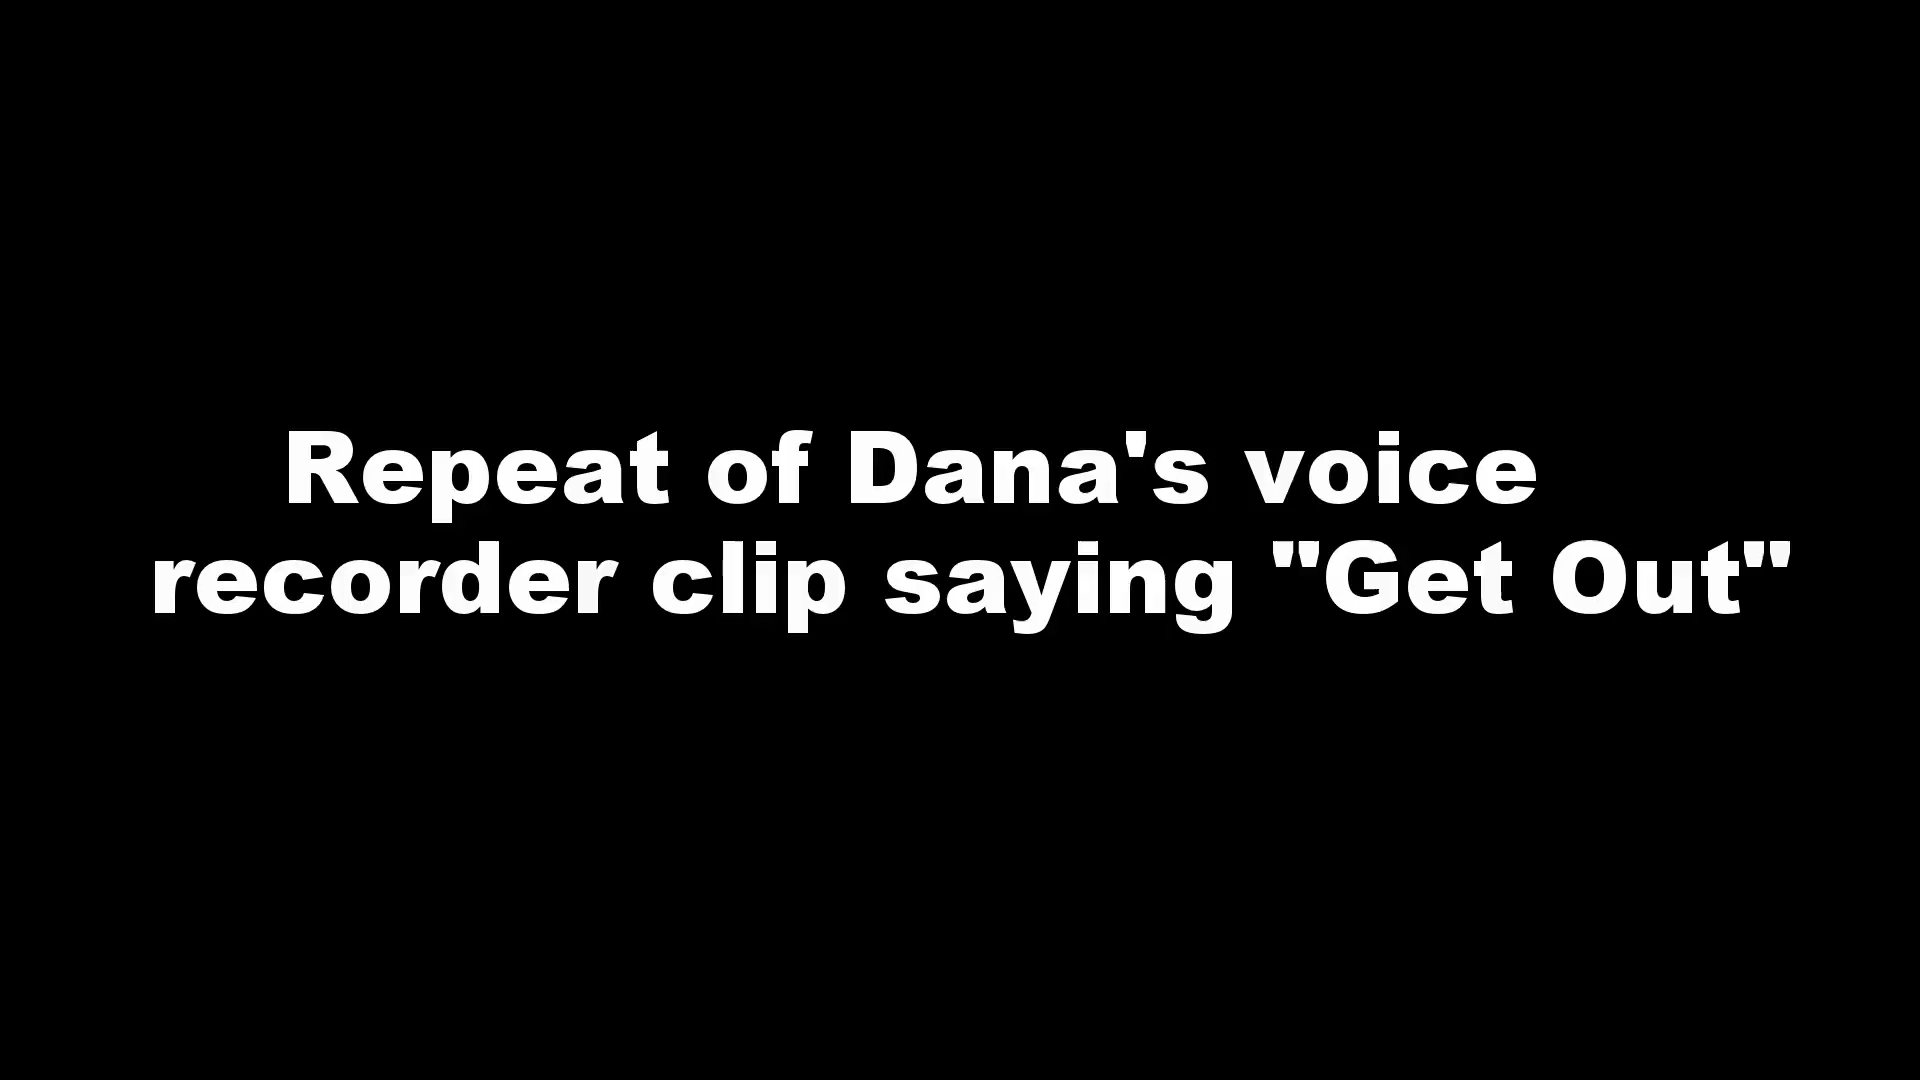 Repeat of Dana's voice
recorder clip saying "Get Out"